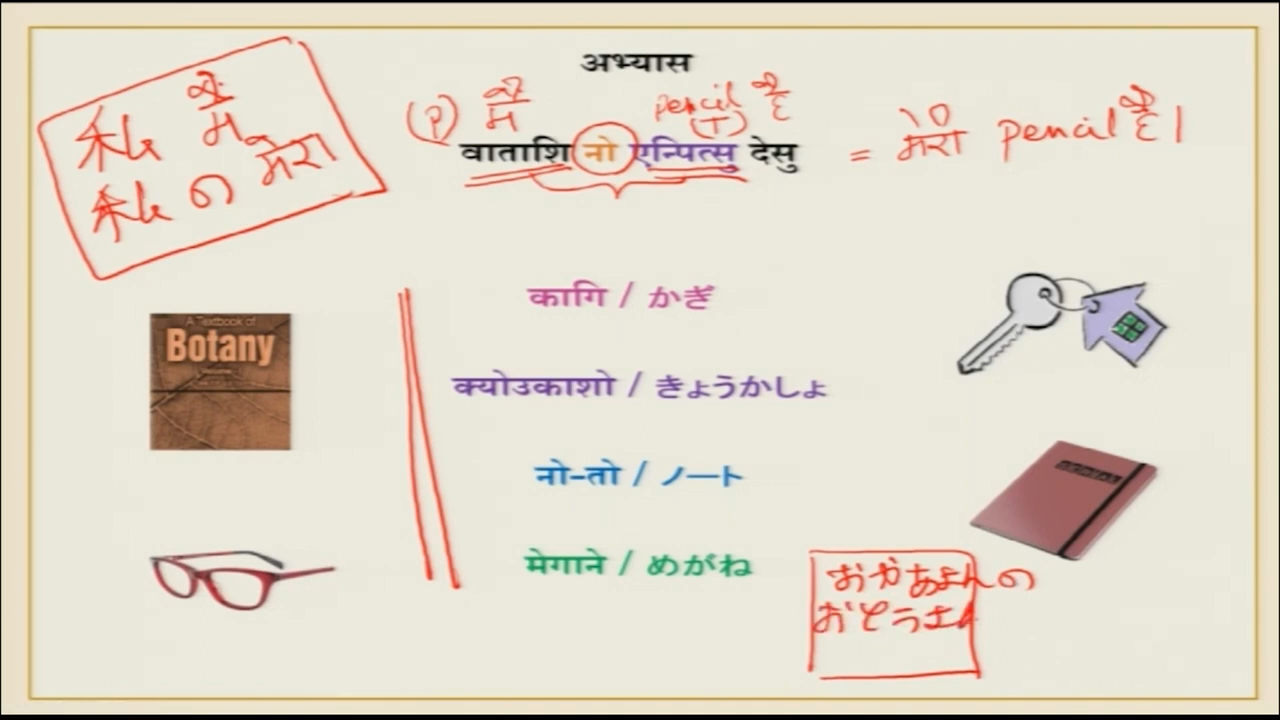 अभ्यास
私 मैं
私の मेरा
(P) मैं pencil है
(T)
वाताशि नो एन्पित्सु देसु = मेरा pencil है।
कागि / かぎ
A Textbook of
Botany
क्योउकाशो / きょうかしょ
नो-तो / ノート
मेगाने / めがね
おかあさんの
おとうさん